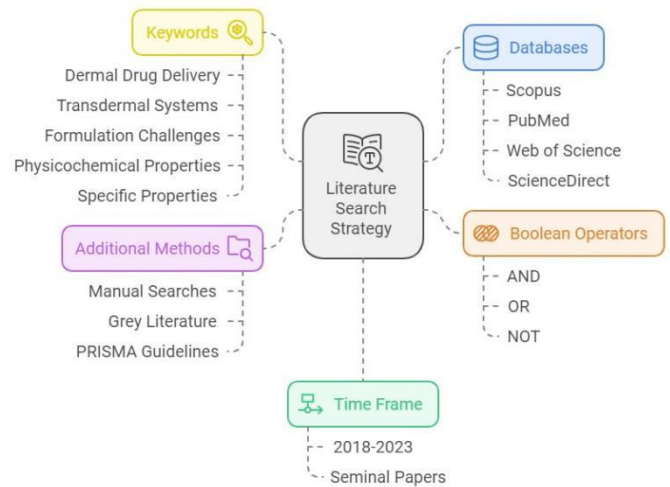 Keywords
Dermal Drug Delivery
Transdermal Systems
Formulation Challenges
Physicochemical Properties
Specific Properties
Additional Methods
Manual Searches
Grey Literature
PRISMA Guidelines
T
Literature
Search
Strategy
Databases
Scopus
PubMed
Web of Science
ScienceDirect
Boolean Operators
AND
OR
NOT
Time Frame
2018-2023
Seminal Papers